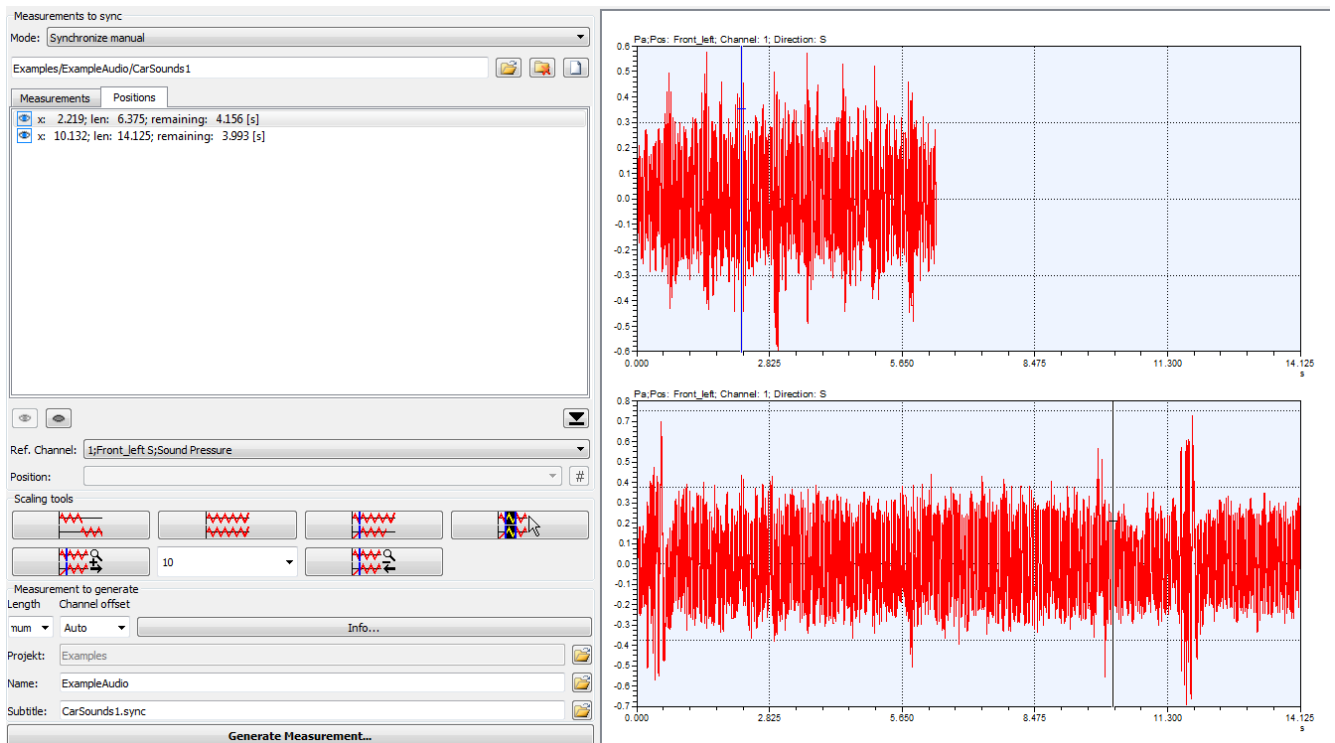 Measurements to sync
Mode: Synchronize manual
Examples/ExampleAudio/CarSounds1
Measurements Positions
x: 2.219; len: 6.375; remaining: 4.156 [s]
x: 10.132; len: 14.125; remaining: 3.993 [s]
Ref. Channel: 1;Front_left S;Sound Pressure
Position: #
Scaling tools
10
Measurement to generate
Length Channel offset
mum Auto Info...
Projekt: Examples
Name: ExampleAudio
Subtitle: CarSounds1.sync
Generate Measurement...
Pa;Pos: Front_left; Channel: 1; Direction: S
0.6
0.5
0.4
0.3
0.2
0.1
0.0
-0.1
-0.2
-0.3
-0.4
-0.5
-0.6
0.000 2.825 5.650 8.475 11.300 14.125
s
Pa;Pos: Front_left; Channel: 1; Direction: S
0.8
0.7
0.6
0.5
0.4
0.3
0.2
0.1
0.0
-0.1
-0.2
-0.3
-0.4
-0.5
-0.6
-0.7
0.000 2.825 5.650 8.475 11.300 14.125
s